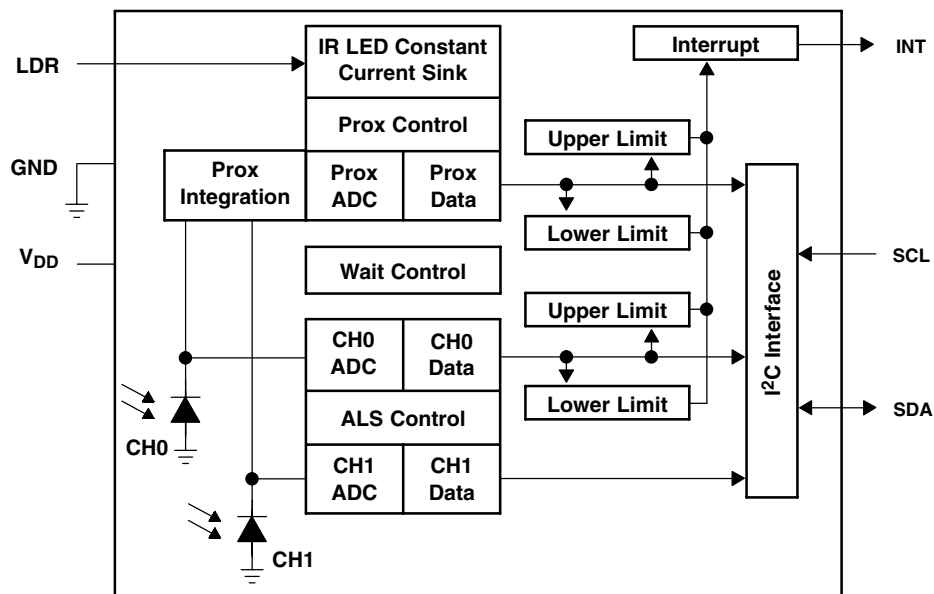 IR LED Constant
Current Sink
Interrupt
INT
LDR
Prox Control
Upper Limit
GND
Prox
Integration
Prox
ADC
Prox
Data
Lower Limit
VDD
Wait Control
SCL
Upper Limit
I2C Interface
CH0
ADC
CH0
Data
Lower Limit
SDA
ALS Control
CH0
CH1
ADC
CH1
Data
CH1